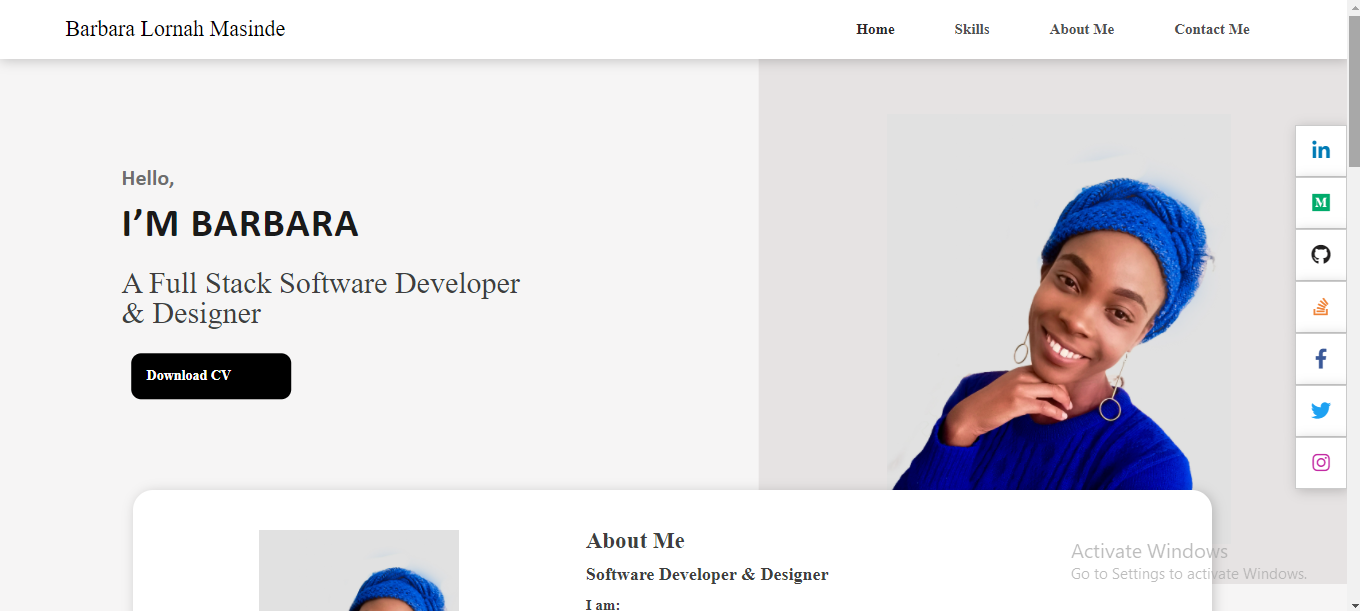 Barbara Lornah Masinde
Home Skills About Me Contact Me
Hello,
I’M BARBARA
A Full Stack Software Developer
& Designer
Download CV
in
M
f
About Me
Software Developer & Designer
I am:
Activate Windows
Go to Settings to activate Windows.